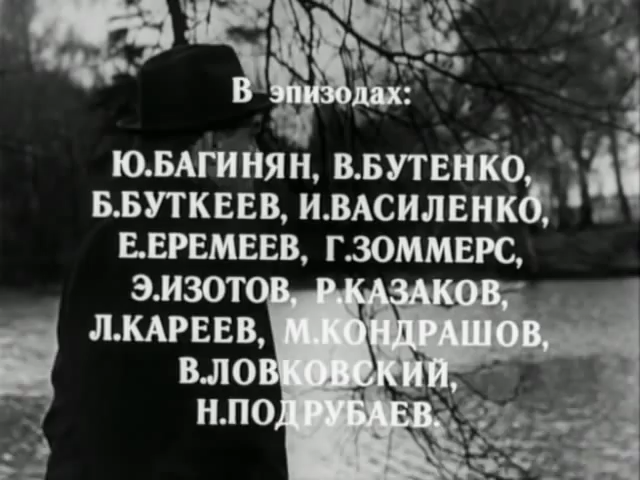 В эпизодах:
Ю.БАГИНЯН, В.БУТЕНКО,
Б.БУТКЕЕВ, И.ВАСИЛЕНКО,
Е.ЕРЕМЕЕВ, Г.ЗОММЕРС,
Э.ИЗОТОВ, Р.КАЗАКОВ,
Л.КАРЕЕВ, М.КОНДРАШОВ,
В.ЛОВКОВСКИЙ,
Н.ПОДРУБАЕВ.